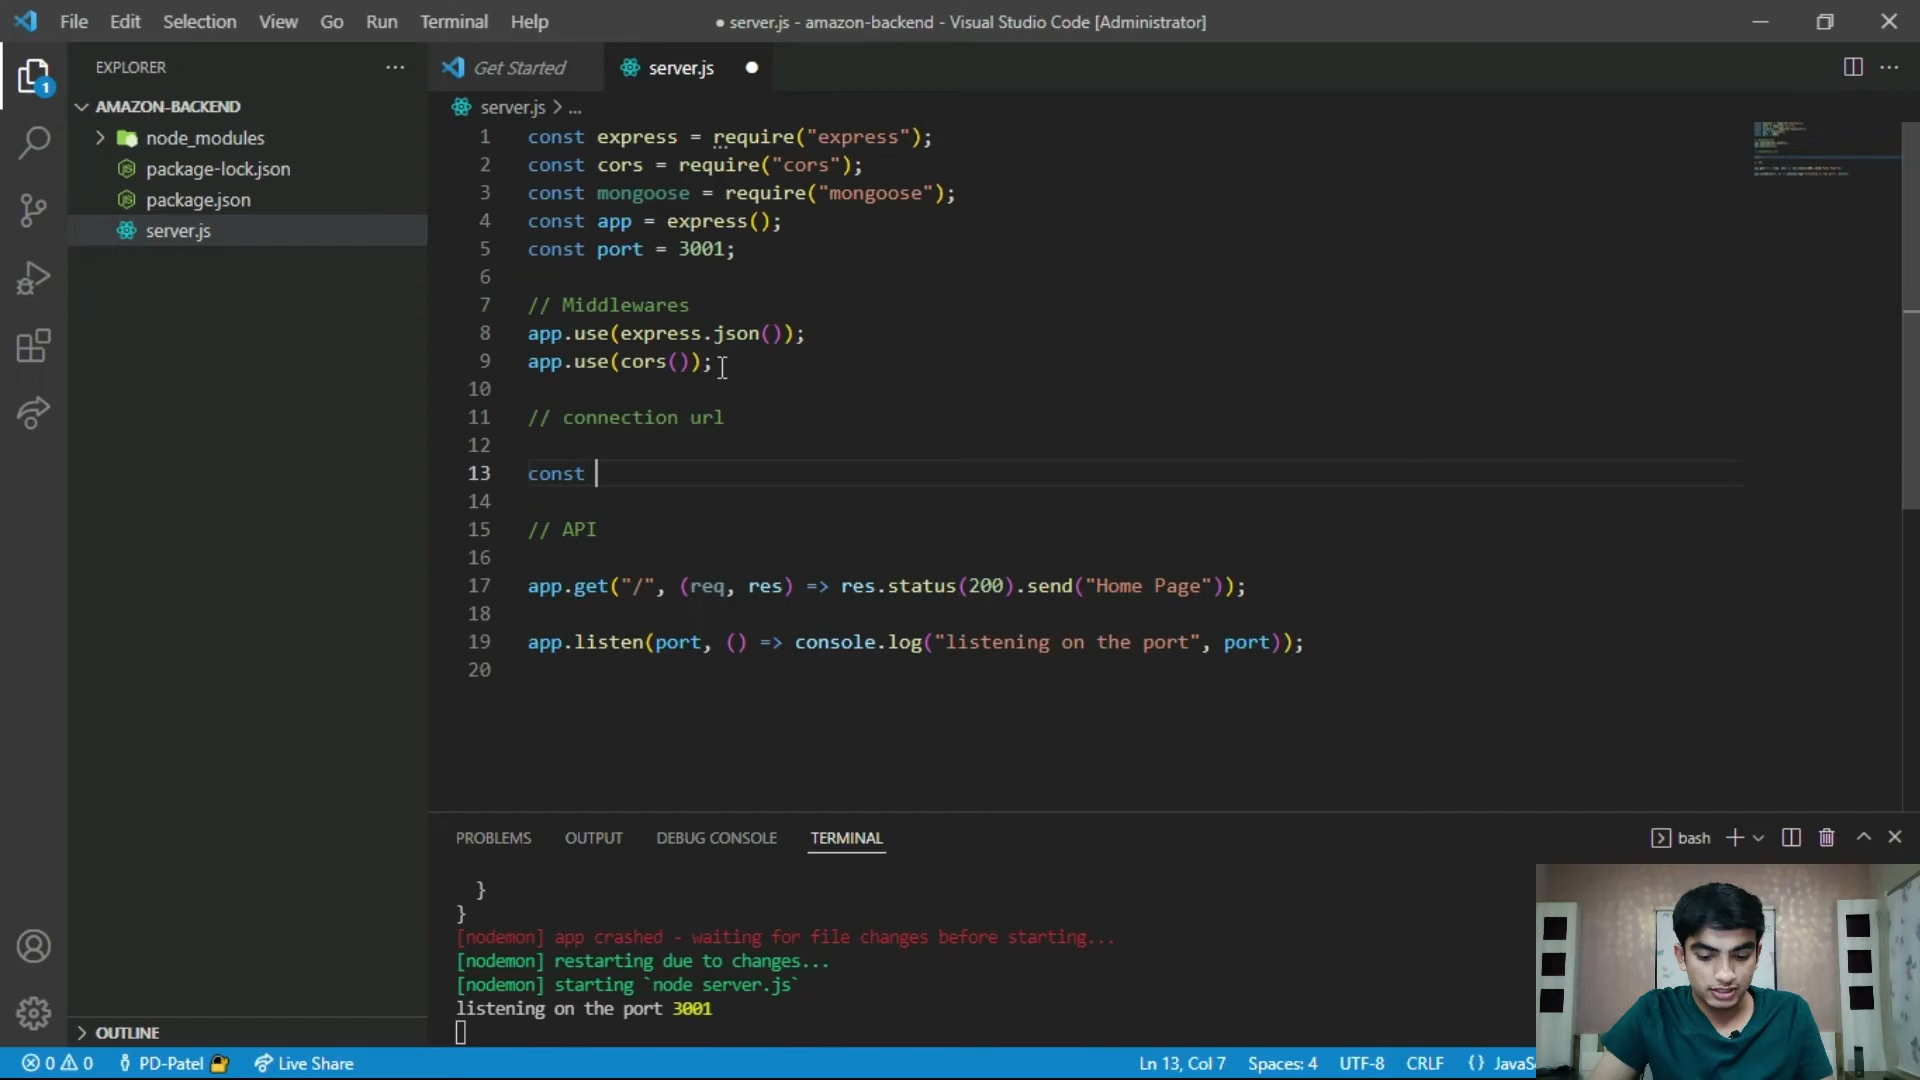 File Edit Selection View Go Run Terminal Help
● server.js - amazon-backend - Visual Studio Code [Administrator]
EXPLORER
1
AMAZON-BACKEND
node_modules
package-lock.json
package.json
server.js
OUTLINE
Get Started
server.js
server.js > ...
1 const express = require("express");
2 const cors = require("cors");
3 const mongoose = require("mongoose");
4 const app = express();
5 const port = 3001;
6
7 // Middlewares
8 app.use(express.json());
9 app.use(cors());
10
11 // connection url
12
13 const
14
15 // API
16
17 app.get("/", (req, res) => res.status(200).send("Home Page"));
18
19 app.listen(port, () => console.log("listening on the port", port));
20
PROBLEMS OUTPUT DEBUG CONSOLE TERMINAL
bash
}
}
[nodemon] app crashed - waiting for file changes before starting...
[nodemon] restarting due to changes...
[nodemon] starting `node server.js`
listening on the port 3001
0 0 PD-Patel Live Share Ln 13, Col 7 Spaces: 4 UTF-8 CRLF {}